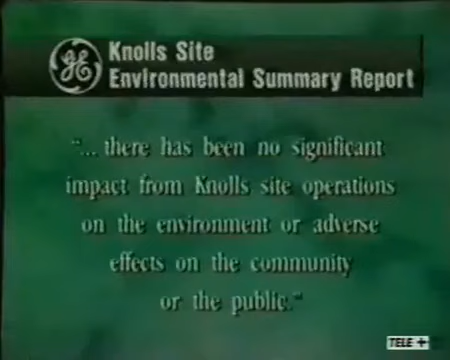 GE
Knolls Site
Environmental Summary Report
"... there has been no significant
impact from Knolls site operations
on the environment or adverse
effects on the community
or the public."
TELE +